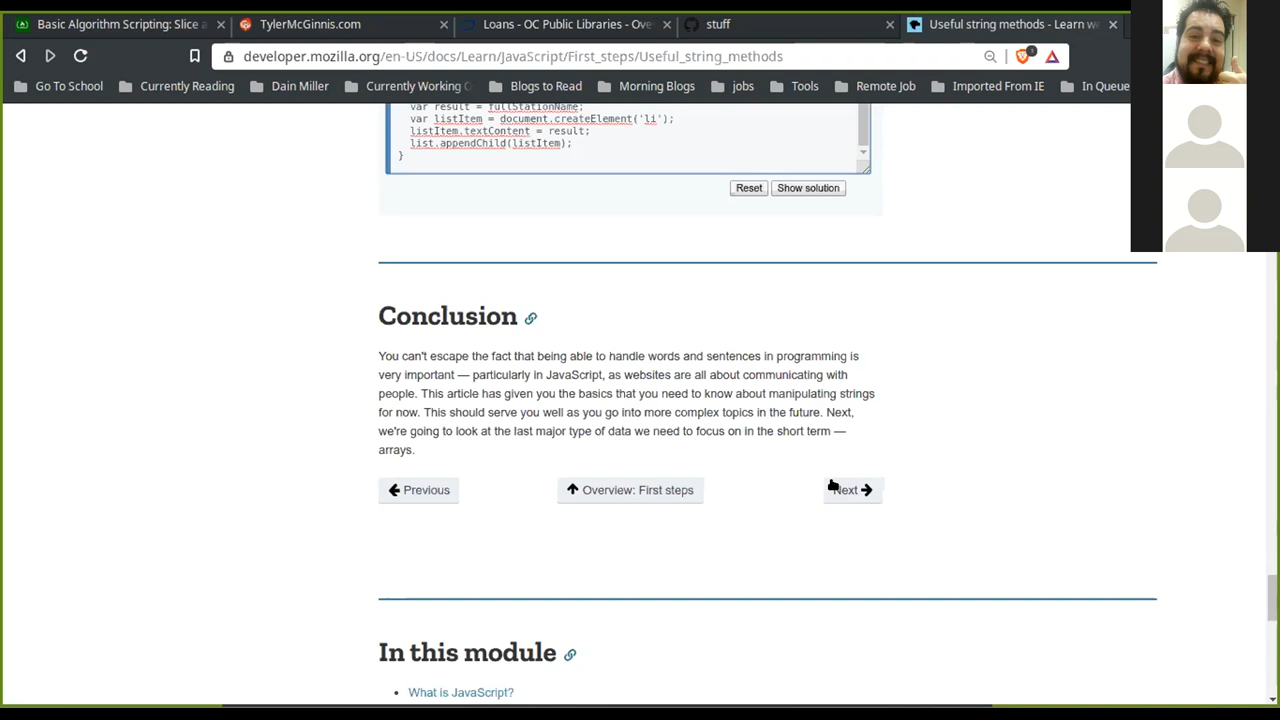 Basic Algorithm Scripting: Slice a
TylerMcGinnis.com
Loans - OC Public Libraries - Ove
stuff
Useful string methods - Learn we
developer.mozilla.org/en-US/docs/Learn/JavaScript/First_steps/Useful_string_methods
1
Go To School
Currently Reading
Dain Miller
Currently Working O
Blogs to Read
Morning Blogs
jobs
Tools
Remote Job
Imported From IE
In Queue
var result = fullStationName;
var listItem = document.createElement('li');
listItem.textContent = result;
list.appendChild(listItem);
}
Reset
Show solution
Conclusion
You can't escape the fact that being able to handle words and sentences in programming is
very important — particularly in JavaScript, as websites are all about communicating with
people. This article has given you the basics that you need to know about manipulating strings
for now. This should serve you well as you go into more complex topics in the future. Next,
we're going to look at the last major type of data we need to focus on in the short term —
arrays.
Previous
Overview: First steps
Next
In this module
• What is JavaScript?